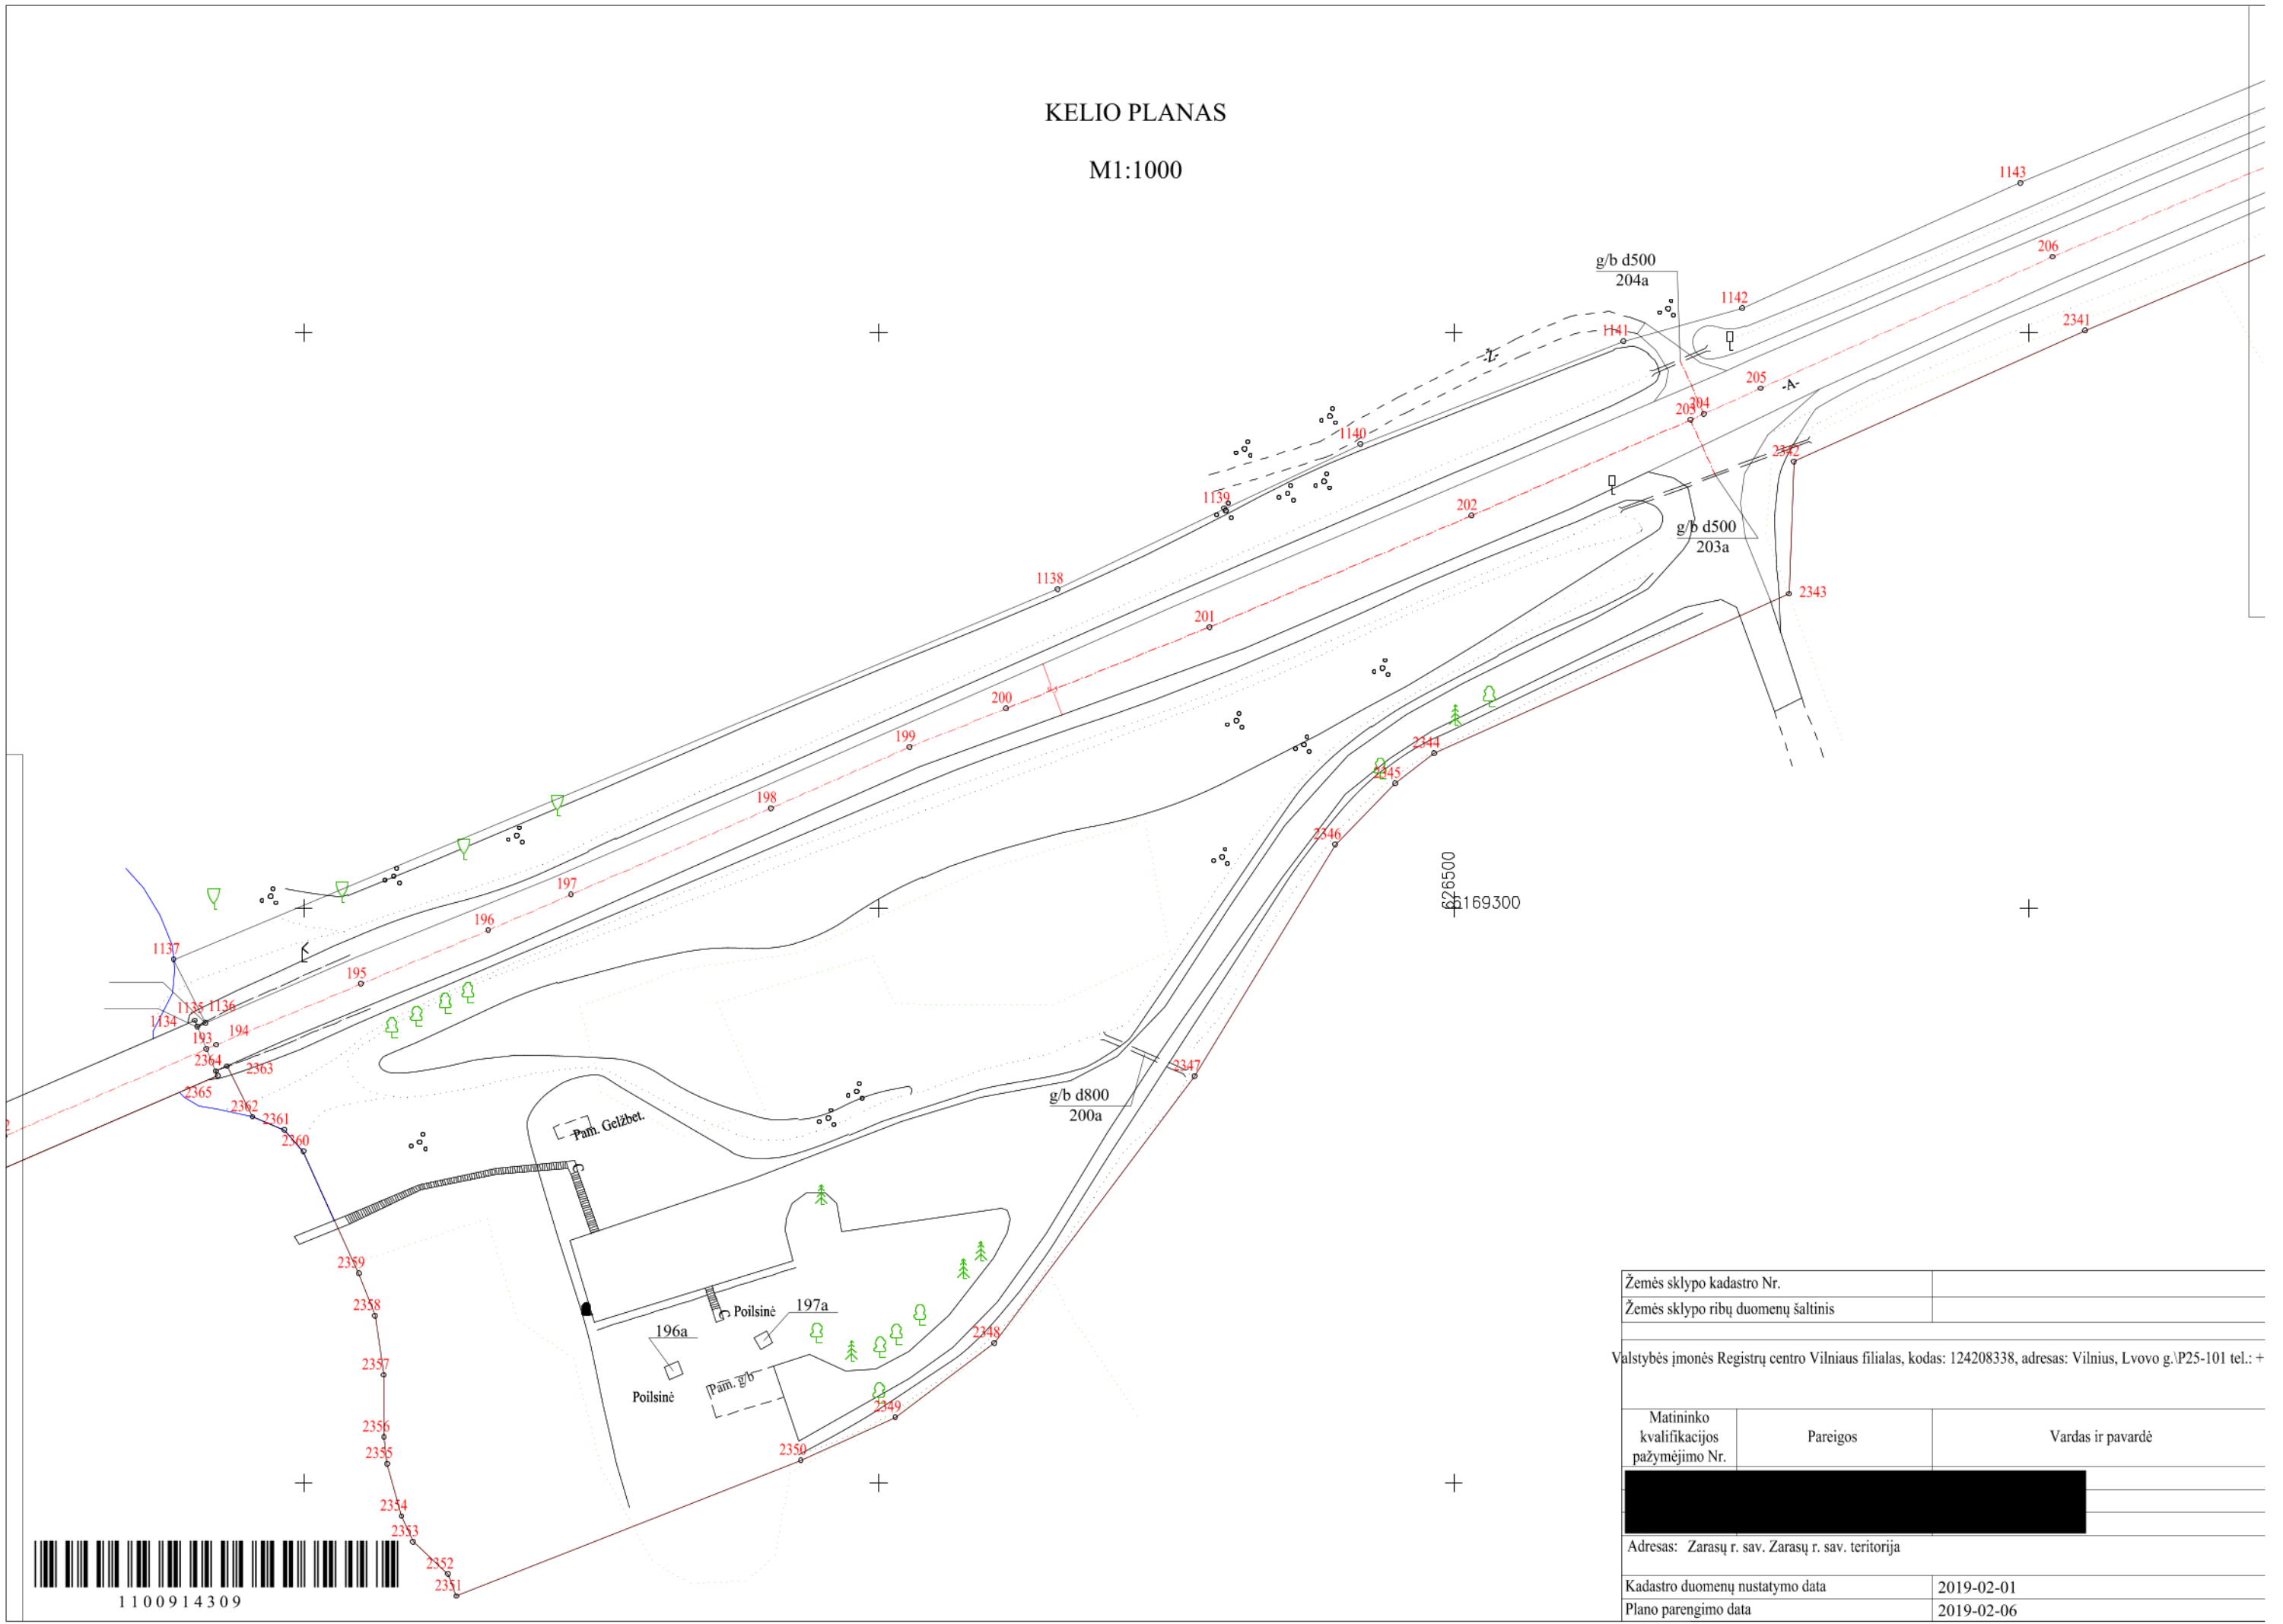 KELIO PLANAS
M1:1000
1143
206
g/b d500
204a
1142
2341
1141
-Ž-
205
-A-
204
203
1140
2342
1139
202
g/b d500
203a
1138
2343
201
200
199
2344
2345
198
2346
626500
6169300
197
196
1137
195
1135
1136
1134
194
193
2364
2363
2365
2347
g/b d800
200a
2362
2361
2360
Pam. Gelžbet.
2359
2358
Poilsinė
197a
196a
2348
2357
Pam. g/b
Poilsinė
2349
2356
2355
2350
2354
2353
2352
2351
1100914309
Žemės sklypo kadastro Nr.
Žemės sklypo ribų duomenų šaltinis
Valstybės įmonės Registrų centro Vilniaus filialas, kodas: 124208338, adresas: Vilnius, Lvovo g.\P25-101 tel.: +
Matininko kvalifikacijos pažymėjimo Nr.
Pareigos
Vardas ir pavardė
Adresas: Zarasų r. sav. Zarasų r. sav. teritorija
Kadastro duomenų nustatymo data 2019-02-01
Plano parengimo data 2019-02-06